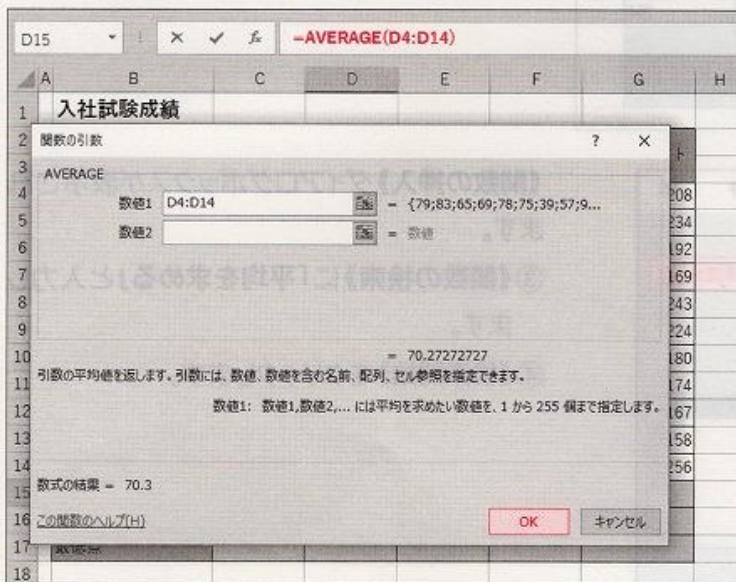 D15 =AVERAGE(D4:D14)
A B C D E F G H
1 入社試験成績
2 関数の引数 ? ×
3 ト
AVERAGE
4 208
数値1 D4:D14 = {79;83;65;69;78;75;39;57;9...
5 234
数値2 = 数値
6 192
7 169
8 243
9 224
10 = 70.27272727 180
引数の平均値を返します。引数には、数値、数値を含む名前、配列、セル参照を指定できます。
11 174
12 数値1: 数値1,数値2,... には平均を求めたい数値を、1 から 255 個まで指定します。 167
13 158
14 256
数式の結果 = 70.3
15
16 この関数のヘルプ(H) OK キャンセル
17
18